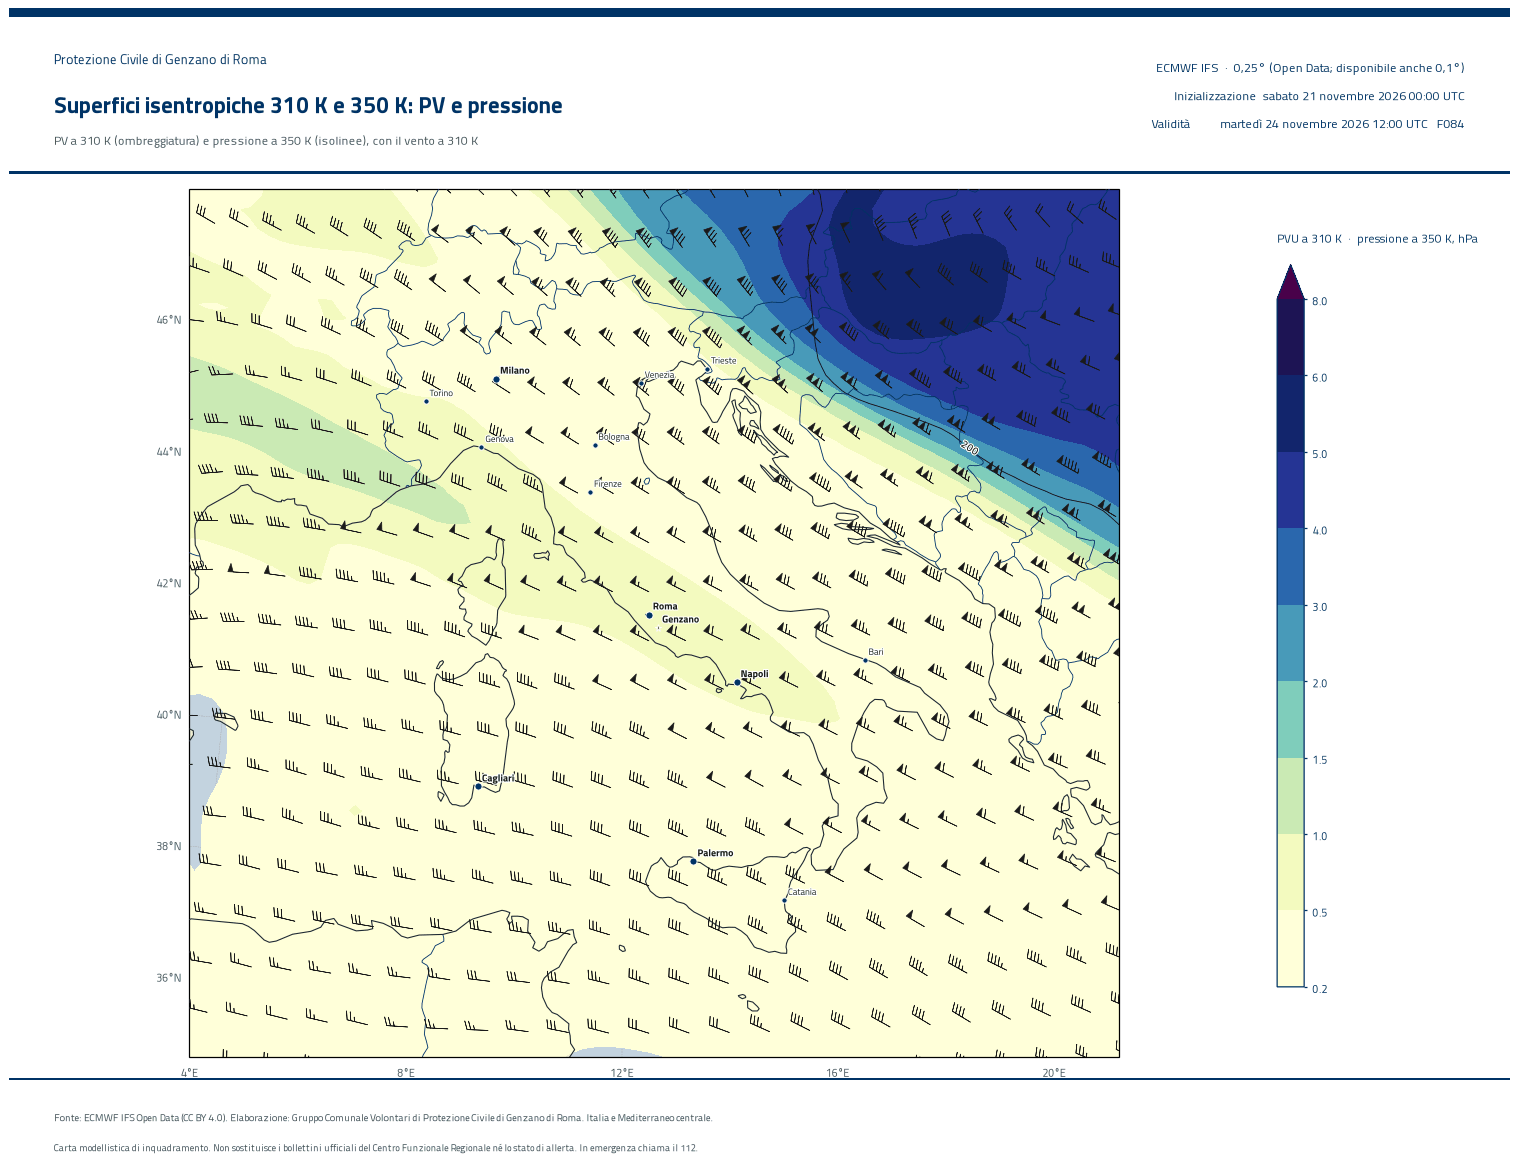 Protezione Civile di Genzano di Roma
Superfici isentropiche 310 K e 350 K: PV e pressione
PV a 310 K (ombreggiatura) e pressione a 350 K (isolinee), con il vento a 310 K
ECMWF IFS · 0,25° (Open Data; disponibile anche 0,1°)
Inizializzazione sabato 21 novembre 2026 00:00 UTC
Validità martedì 24 novembre 2026 12:00 UTC F084
PVU a 310 K · pressione a 350 K, hPa
8.0
6.0
5.0
4.0
3.0
2.0
1.5
1.0
0.5
0.2
46°N
44°N
42°N
40°N
38°N
36°N
4°E
8°E
12°E
16°E
20°E
Trieste
Venezia
Milano
Torino
Genova
Bologna
Firenze
200
Roma
Genzano
Bari
Napoli
Cagliari
Palermo
Catania
Fonte: ECMWF IFS Open Data (CC BY 4.0). Elaborazione: Gruppo Comunale Volontari di Protezione Civile di Genzano di Roma. Italia e Mediterraneo centrale.
Carta modellistica di inquadramento. Non sostituisce i bollettini ufficiali del Centro Funzionale Regionale né lo stato di allerta. In emergenza chiama il 112.